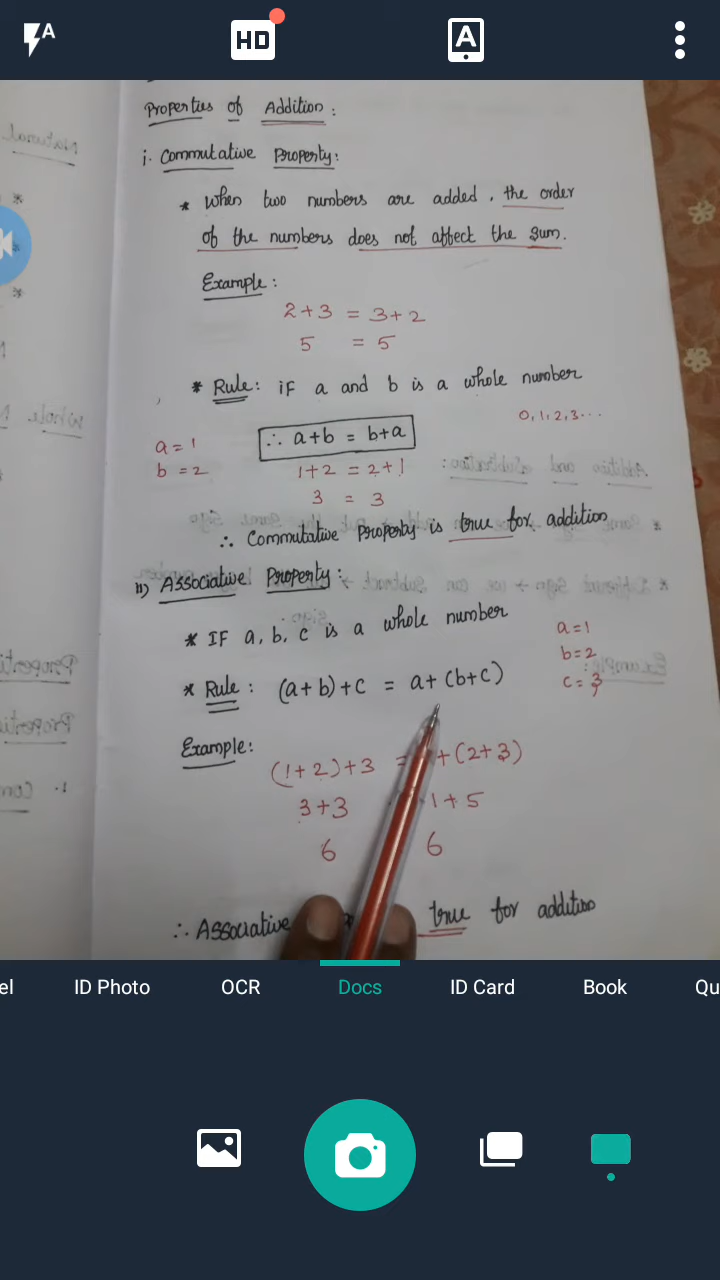 A
HD
A
Properties of Addition :
i. Commutative Property :
* When two numbers are added, the order
of the numbers does not affect the sum.
Example :
2+3 = 3+2
5 = 5
* Rule : if a and b is a whole number
0, 1, 2, 3...
a = 1
∴ a+b = b+a
b = 2
1+2 = 2+1
3 = 3
∴ Commutative Property is true for addition
ii) Associative Property :
* IF a, b, c is a whole number
a=1
b=2
* Rule : (a+b)+c = a+(b+c)
c= 3
Example :
(1+2)+3 = +(2+3)
3+3 1+5
6 6
∴ Associative true for addition
el ID Photo OCR Docs ID Card Book Qu